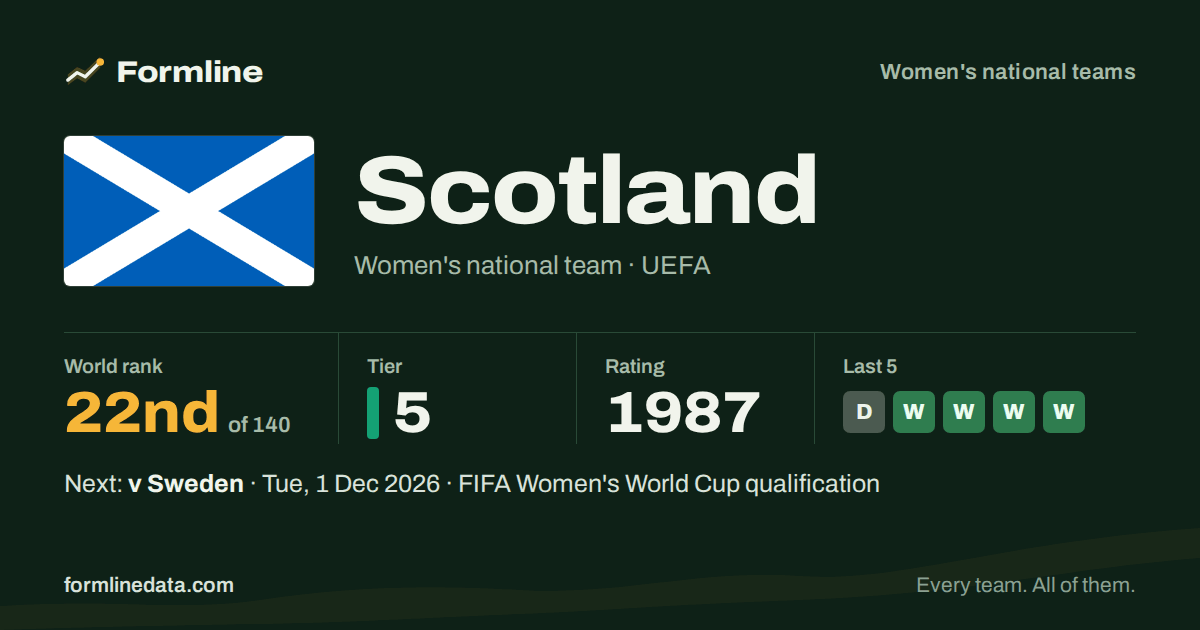 Formline
Women's national teams
Scotland
Women's national team · UEFA
World rank
22nd of 140
Tier
5
Rating
1987
Last 5
D W W W W
Next: v Sweden · Tue, 1 Dec 2026 · FIFA Women's World Cup qualification
formlinedata.com
Every team. All of them.